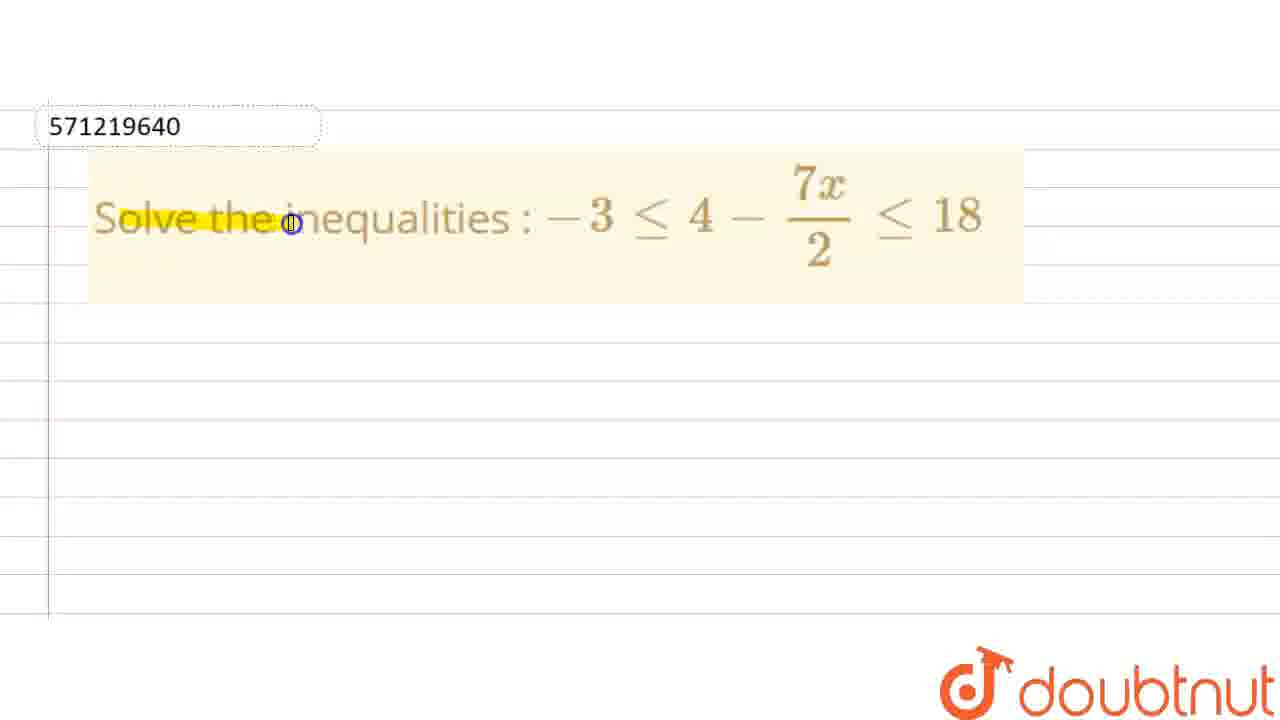 571219640
Solve the inequalities : −3 ≤ 4 − 7x/2 ≤ 18
doubtnut